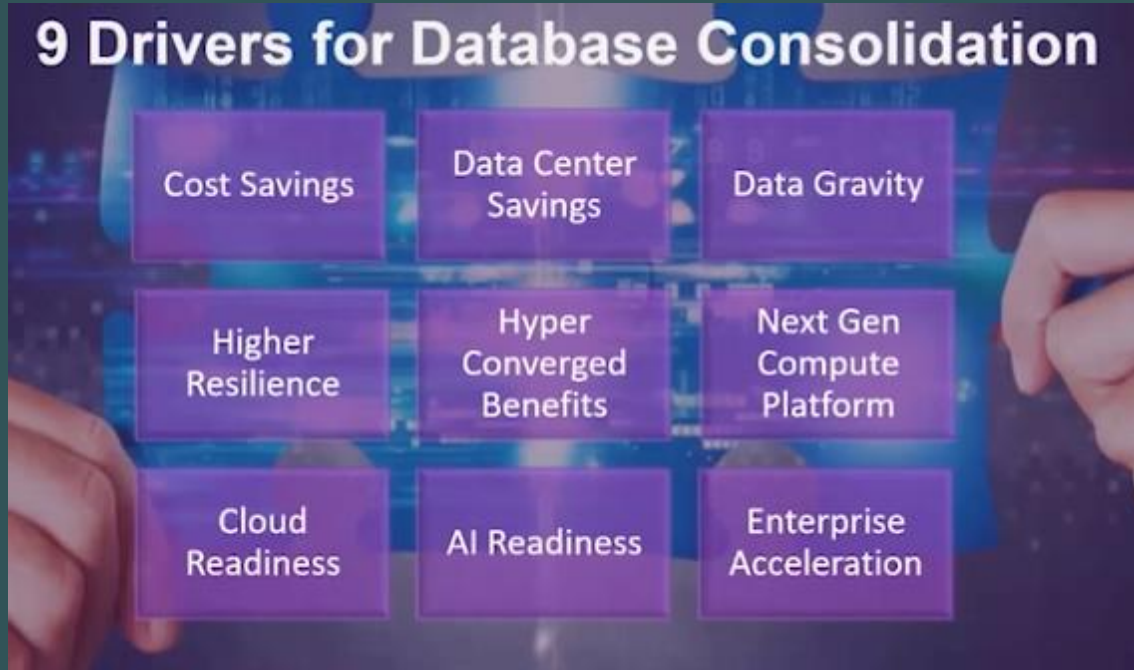 9 Drivers for Database Consolidation
Cost Savings
Data Center
Savings
Data Gravity
Higher
Resilience
Hyper
Converged
Benefits
Next Gen
Compute
Platform
Cloud
Readiness
AI Readiness
Enterprise
Acceleration